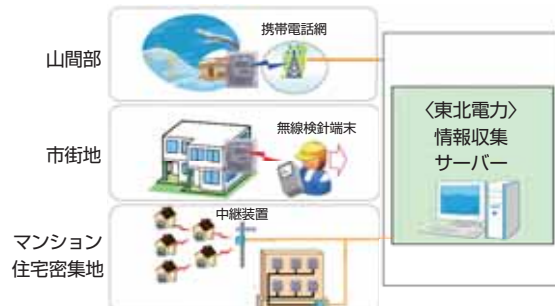 山間部
携帯電話網
市街地
無線検針端末
マンション
住宅密集地
中継装置
〈東北電力〉
情報収集
サーバー